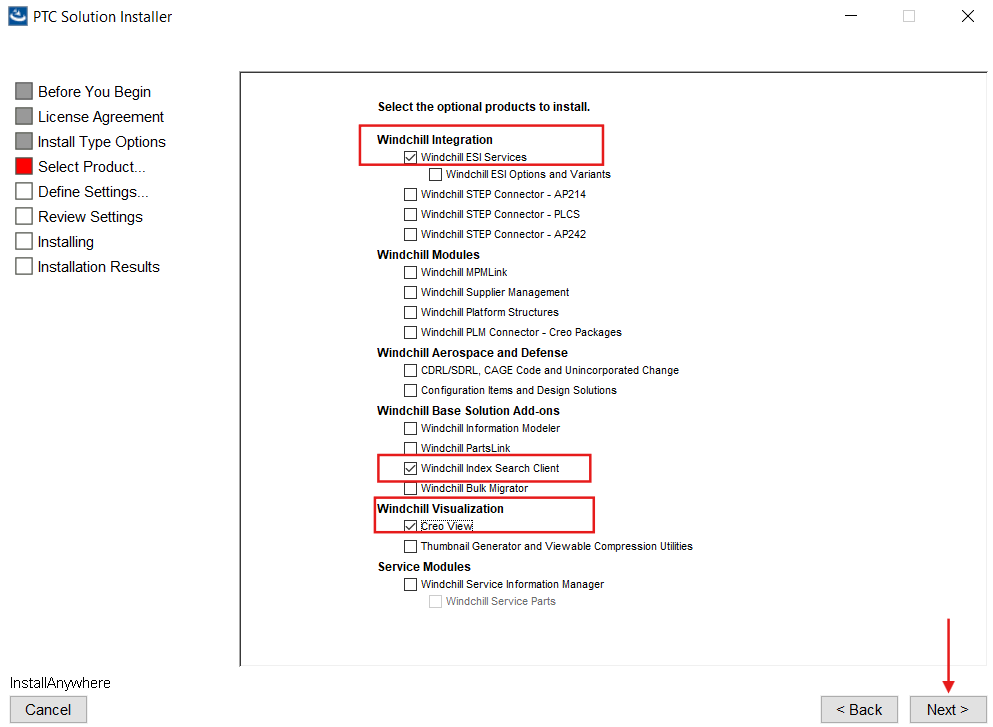 PTC Solution Installer
Before You Begin
License Agreement
Install Type Options
Select Product...
Define Settings...
Review Settings
Installing
Installation Results
Select the optional products to install.
Windchill Integration
Windchill ESI Services
Windchill ESI Options and Variants
Windchill STEP Connector - AP214
Windchill STEP Connector - PLCS
Windchill STEP Connector - AP242
Windchill Modules
Windchill MPMLink
Windchill Supplier Management
Windchill Platform Structures
Windchill PLM Connector - Creo Packages
Windchill Aerospace and Defense
CDRL/SDRL, CAGE Code and Unincorporated Change
Configuration Items and Design Solutions
Windchill Base Solution Add-ons
Windchill Information Modeler
Windchill PartsLink
Windchill Index Search Client
Windchill Bulk Migrator
Windchill Visualization
Creo View
Thumbnail Generator and Viewable Compression Utilities
Service Modules
Windchill Service Information Manager
Windchill Service Parts
InstallAnywhere
Cancel
< Back
Next >